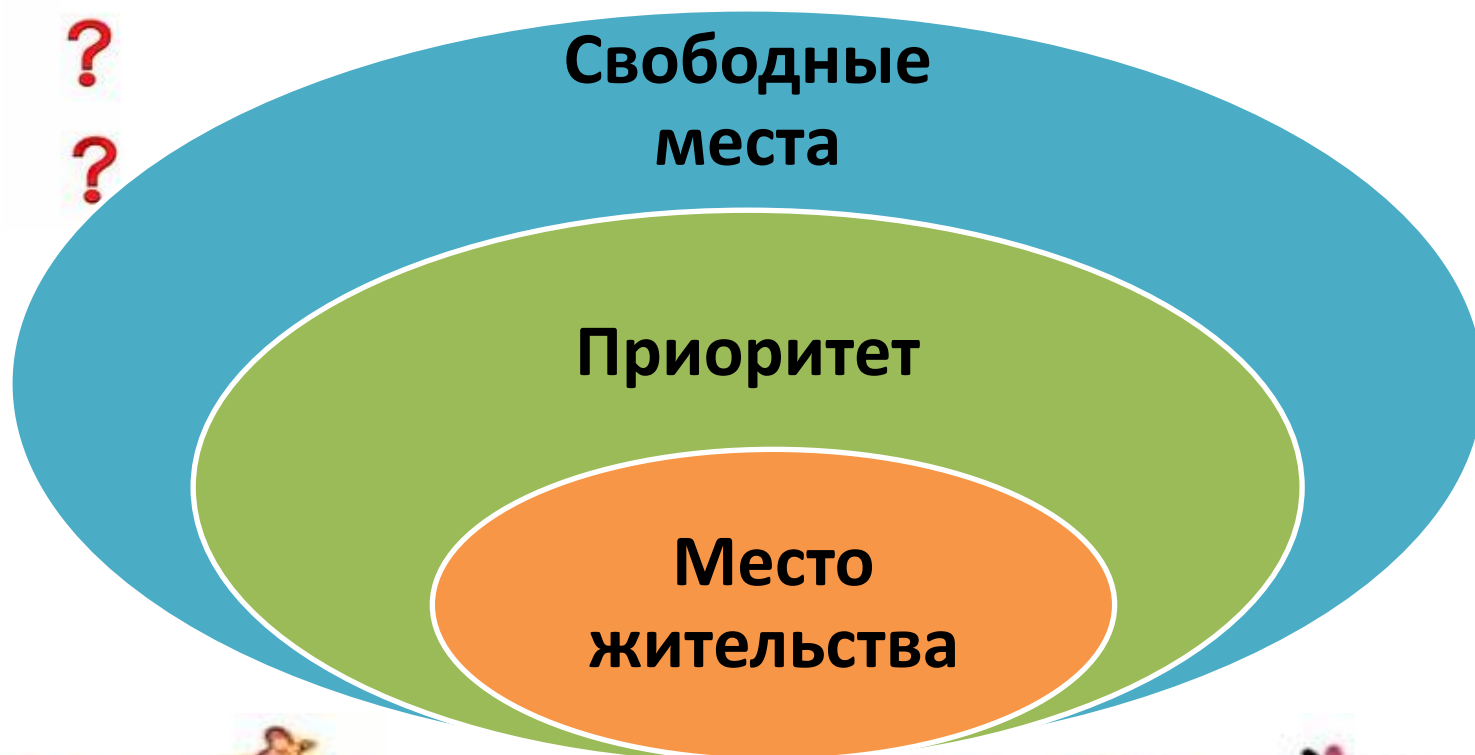 ?
?
Свободные
места
Приоритет
Место
жительства